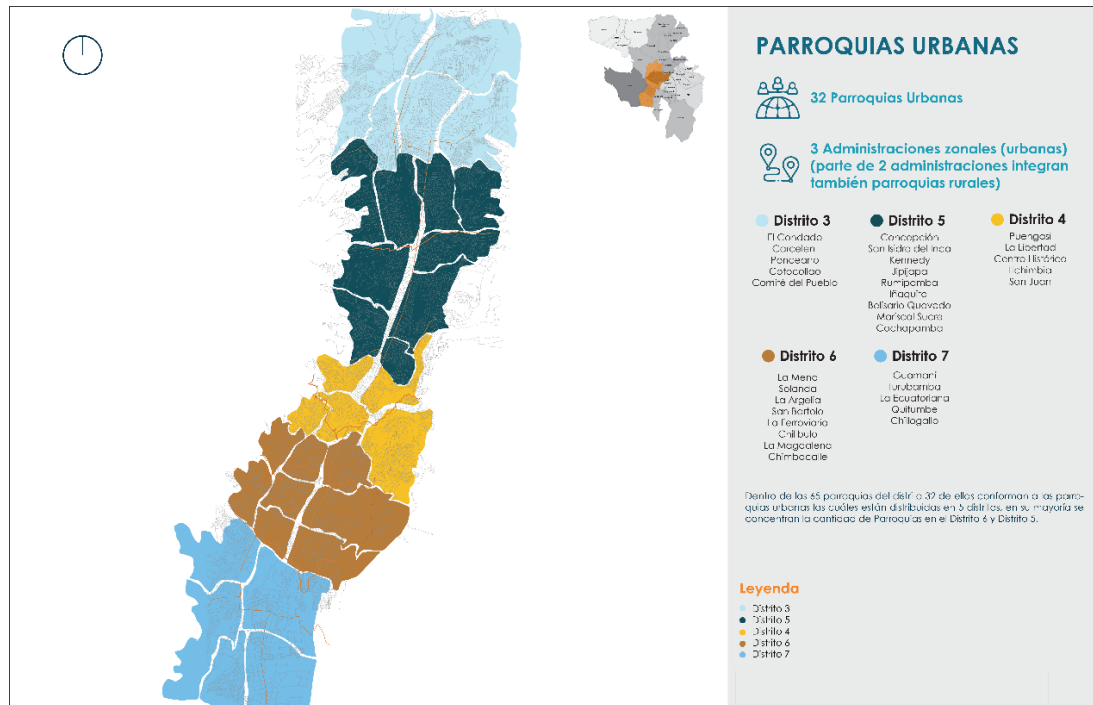 PARROQUIAS URBANAS
32 Parroquias Urbanas
3 Administraciones zonales (urbanas)
(parte de 2 administraciones integran
también parroquias rurales)
Distrito 3
El Condado
Carcelen
Ponceano
Cotocollao
Comité del Pueblo
Distrito 5
Concepción
San Isidro del Inca
Kennedy
Jipijapa
Rumipamba
Iñaquito
Belisario Quevedo
Mariscal Sucre
Cochapamba
Distrito 4
Puengasi
La Libertad
Centro Histórico
Itchimbia
San Juan
Distrito 6
La Mena
Solanda
La Argelia
San Bartolo
La Ferroviaria
Chilibulo
La Magdalena
Chimbacalle
Distrito 7
Guamaní
Turubamba
La Ecuatoriana
Quitumbe
Chillogallo
Dentro de las 65 parroquias del distrito 32 de ellas conforman a las parro-
quias urbanas las cuáles están distribuidas en 5 distritos, en su mayoría se
concentran la cantidad de Parroquias en el Distrito 6 y Distrito 5.
Leyenda
Distrito 3
Distrito 5
Distrito 4
Distrito 6
Distrito 7